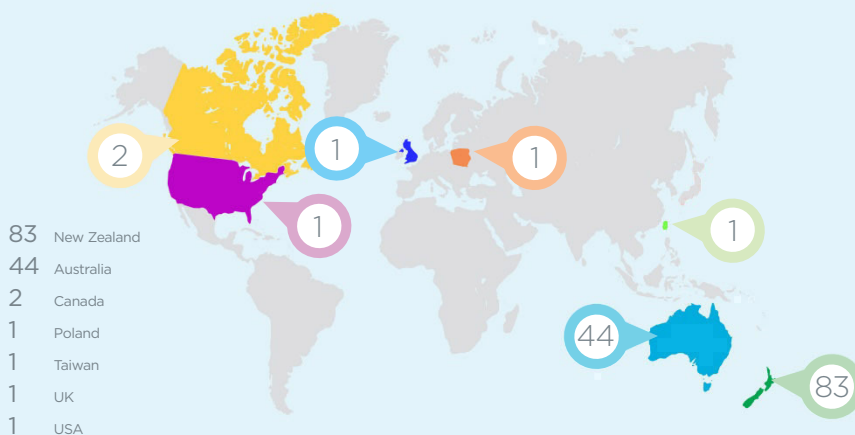 2
1
1
1
1
44
83
83 New Zealand
44 Australia
2 Canada
1 Poland
1 Taiwan
1 UK
1 USA